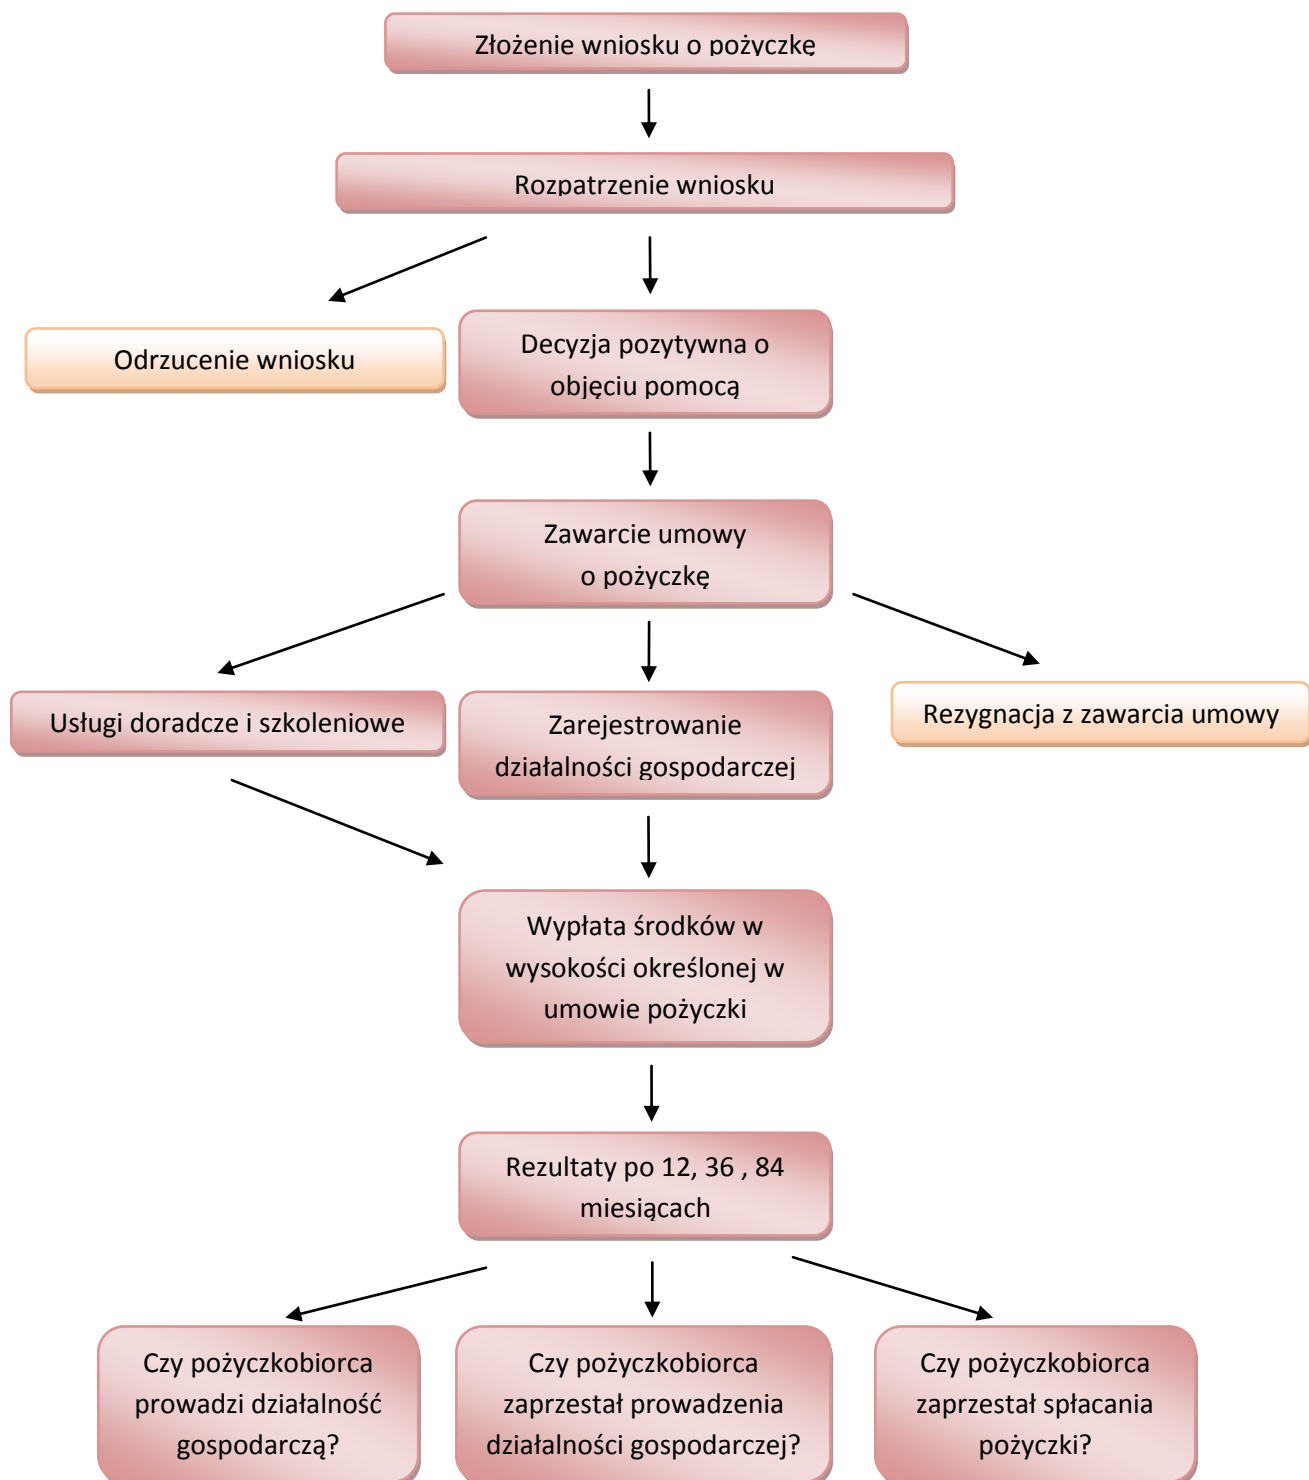 Złożenie wniosku o pożyczkę
Rozpatrzenie wniosku
Odrzucenie wniosku
Decyzja pozytywna o
objęciu pomocą
Zawarcie umowy
o pożyczkę
Usługi doradcze i szkoleniowe
Zarejestrowanie
działalności gospodarczej
Rezygnacja z zawarcia umowy
Wypłata środków w
wysokości określonej w
umowie pożyczki
Rezultaty po 12, 36 , 84
miesiącach
Czy pożyczkobiorca
prowadzi działalność
gospodarczą?
Czy pożyczkobiorca
zaprzestał prowadzenia
działalności gospodarczej?
Czy pożyczkobiorca
zaprzestał spłacania
pożyczki?